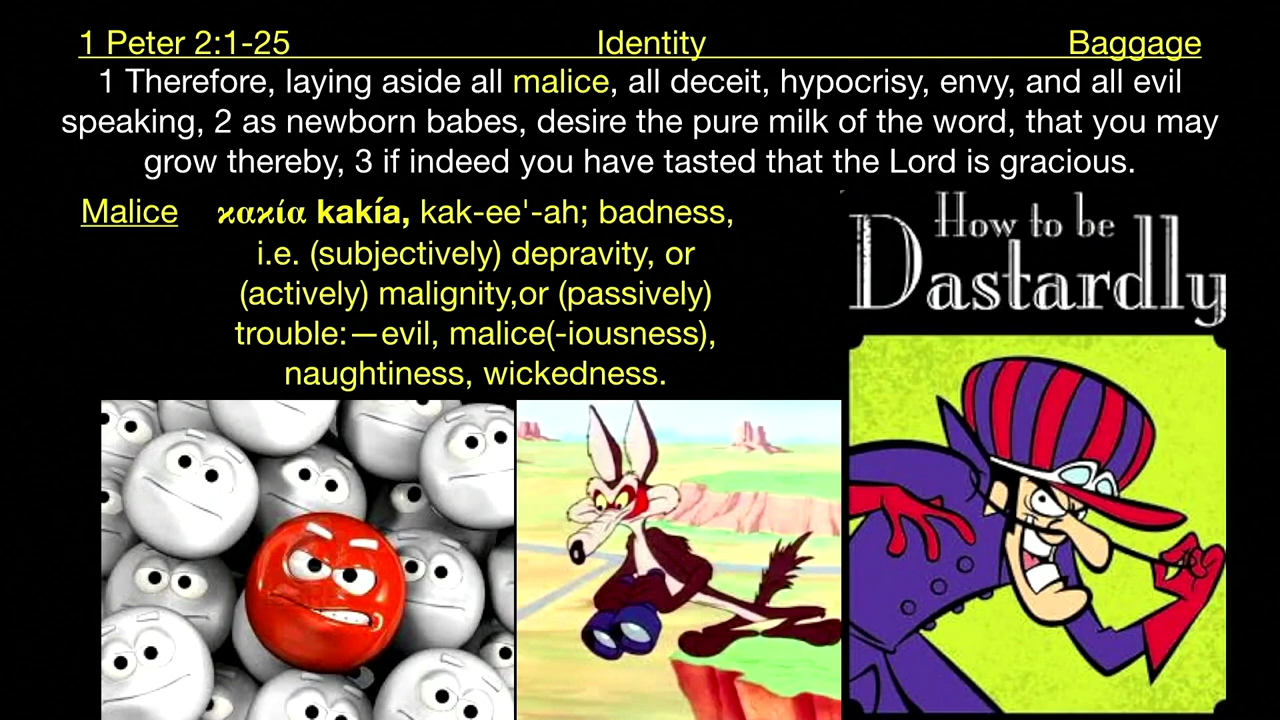 1 Peter 2:1-25 Identity Baggage
1 Therefore, laying aside all malice, all deceit, hypocrisy, envy, and all evil
speaking, 2 as newborn babes, desire the pure milk of the word, that you may
grow thereby, 3 if indeed you have tasted that the Lord is gracious.
Malice ϰαϰία kakía, kak-ee'-ah; badness,
i.e. (subjectively) depravity, or
(actively) malignity,or (passively)
trouble:—evil, malice(-iousness),
naughtiness, wickedness.
How to be
Dastardly